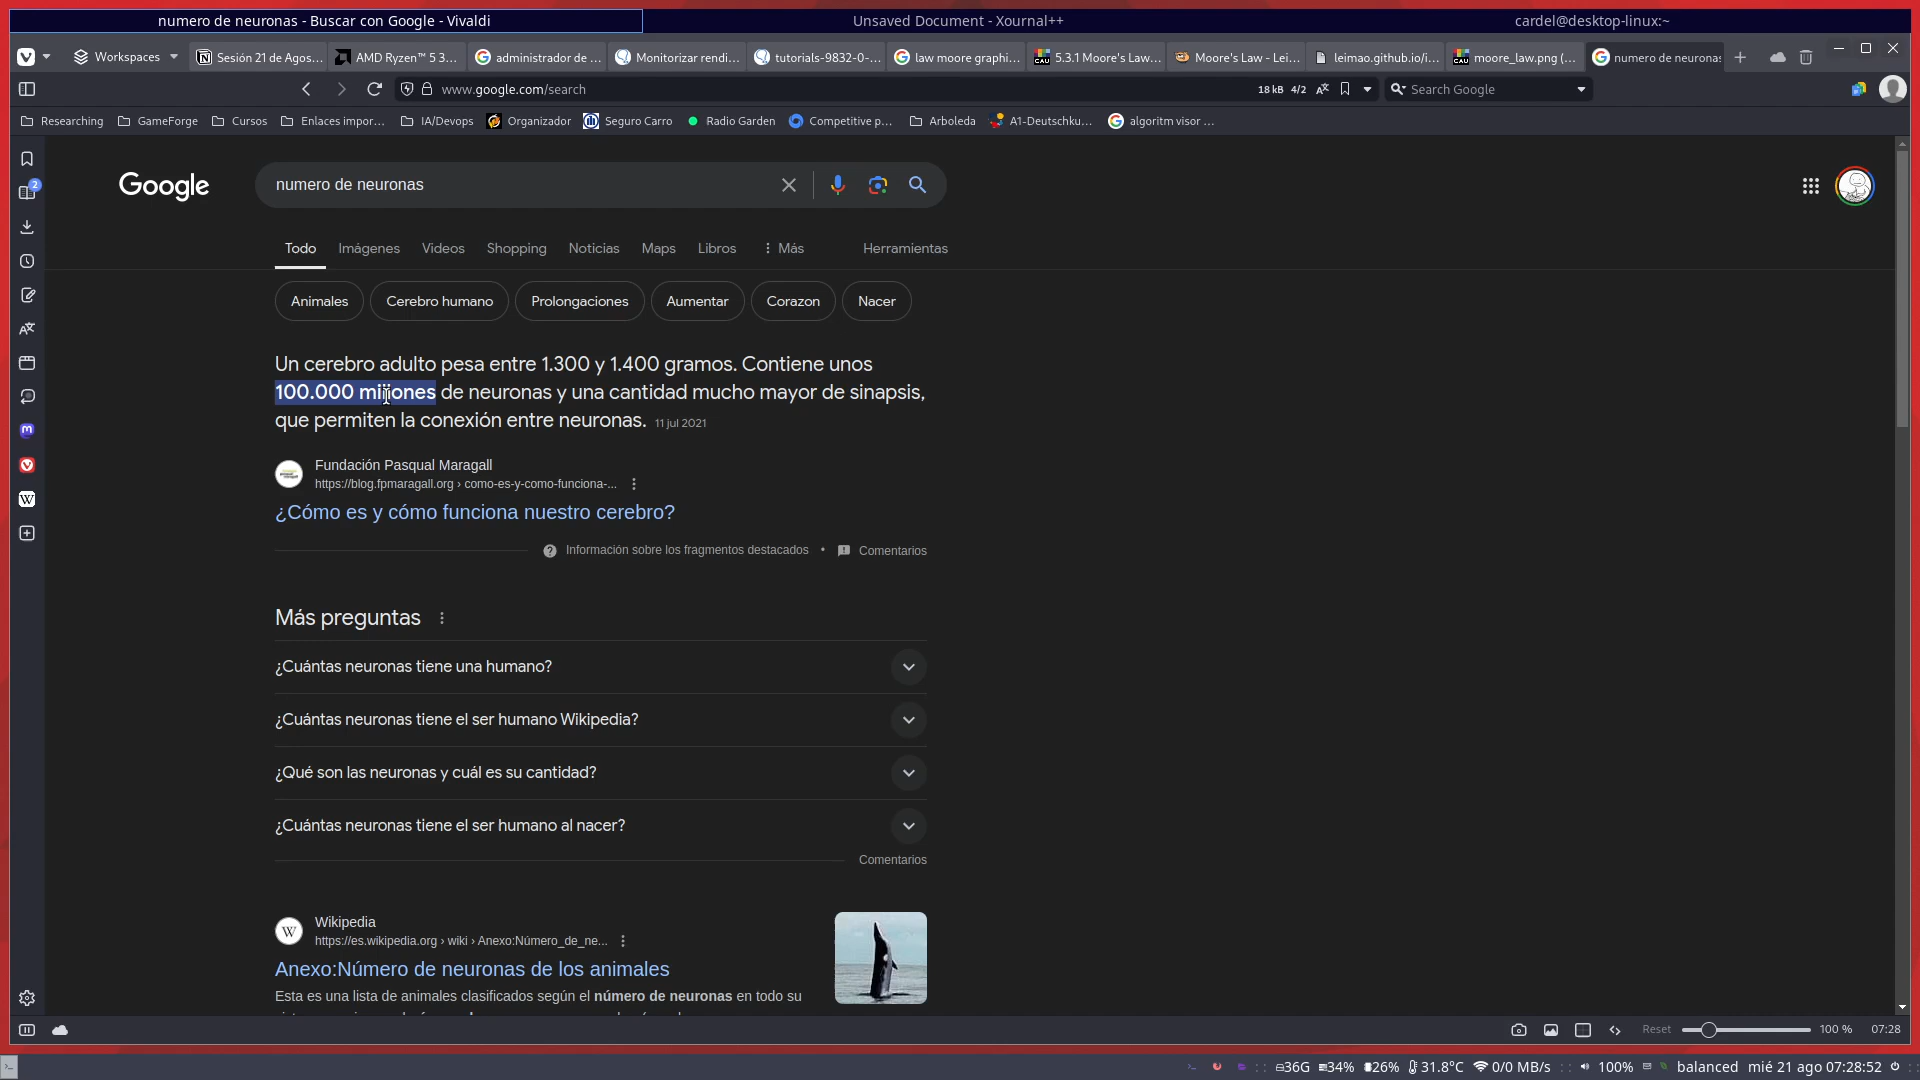 numero de neuronas - Buscar con Google - Vivaldi
Unsaved Document - Xournal++
cardel@desktop-linux:~
Workspaces
Sesión 21 de Agos...
AMD Ryzen™ 5 3...
administrador de ...
Monitorizar rendi...
tutorials-9832-0-...
law moore graphi...
5.3.1 Moore's Law...
Moore's Law - Lei...
leimao.github.io/i...
moore_law.png (...
numero de neuronas
www.google.com/search
18 kB 4/2
Search Google
Researching
GameForge
Cursos
Enlaces impor...
IA/Devops
Organizador
Seguro Carro
Radio Garden
Competitive p...
Arboleda
A1-Deutschku...
algoritm visor ...
2
Google
numero de neuronas
Todo
Imágenes
Videos
Shopping
Noticias
Maps
Libros
Más
Herramientas
Animales
Cerebro humano
Prolongaciones
Aumentar
Corazon
Nacer
Un cerebro adulto pesa entre 1.300 y 1.400 gramos. Contiene unos
100.000 millones de neuronas y una cantidad mucho mayor de sinapsis,
que permiten la conexión entre neuronas. 11 jul 2021
Fundación Pasqual Maragall
https://blog.fpmaragall.org › como-es-y-como-funciona-...
¿Cómo es y cómo funciona nuestro cerebro?
Información sobre los fragmentos destacados • Comentarios
Más preguntas
¿Cuántas neuronas tiene una humano?
¿Cuántas neuronas tiene el ser humano Wikipedia?
¿Qué son las neuronas y cuál es su cantidad?
¿Cuántas neuronas tiene el ser humano al nacer?
Comentarios
W
Wikipedia
https://es.wikipedia.org › wiki › Anexo:Número_de_ne...
Anexo:Número de neuronas de los animales
Esta es una lista de animales clasificados según el número de neuronas en todo su
Reset
100 %
07:28
36G
34%
26%
31.8°C
0/0 MB/s
100%
balanced
mié 21 ago 07:28:52